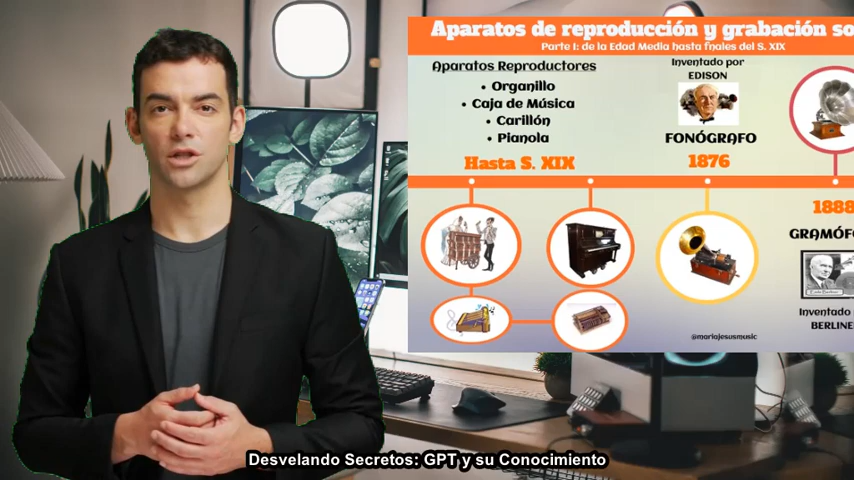 Aparatos de reproducción y grabación so
Parte I: de la Edad Media hasta finales del S. XIX
Aparatos Reproductores
• Organillo
• Caja de Música
• Carillón
• Pianola
Hasta S. XIX
Inventado por
EDISON
FONÓGRAFO
1876
1888
GRAMÓF
Inventado
BERLINE
@mariajesusmusic
Desvelando Secretos: GPT y su Conocimiento